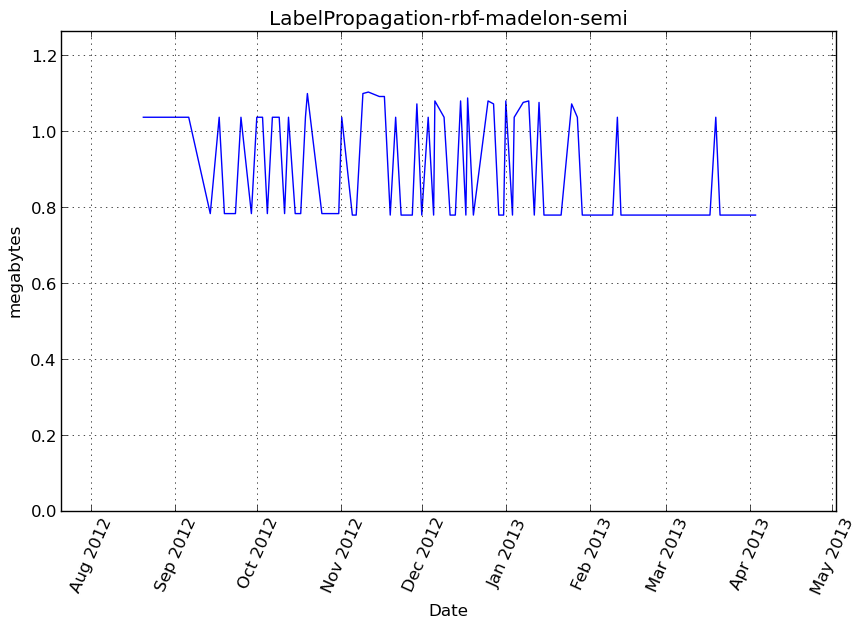 LabelPropagation-rbf-madelon-semi
megabytes
1.2
1.0
0.8
0.6
0.4
0.2
0.0
Aug 2012
Sep 2012
Oct 2012
Nov 2012
Dec 2012
Jan 2013
Feb 2013
Mar 2013
Apr 2013
May 2013
Date